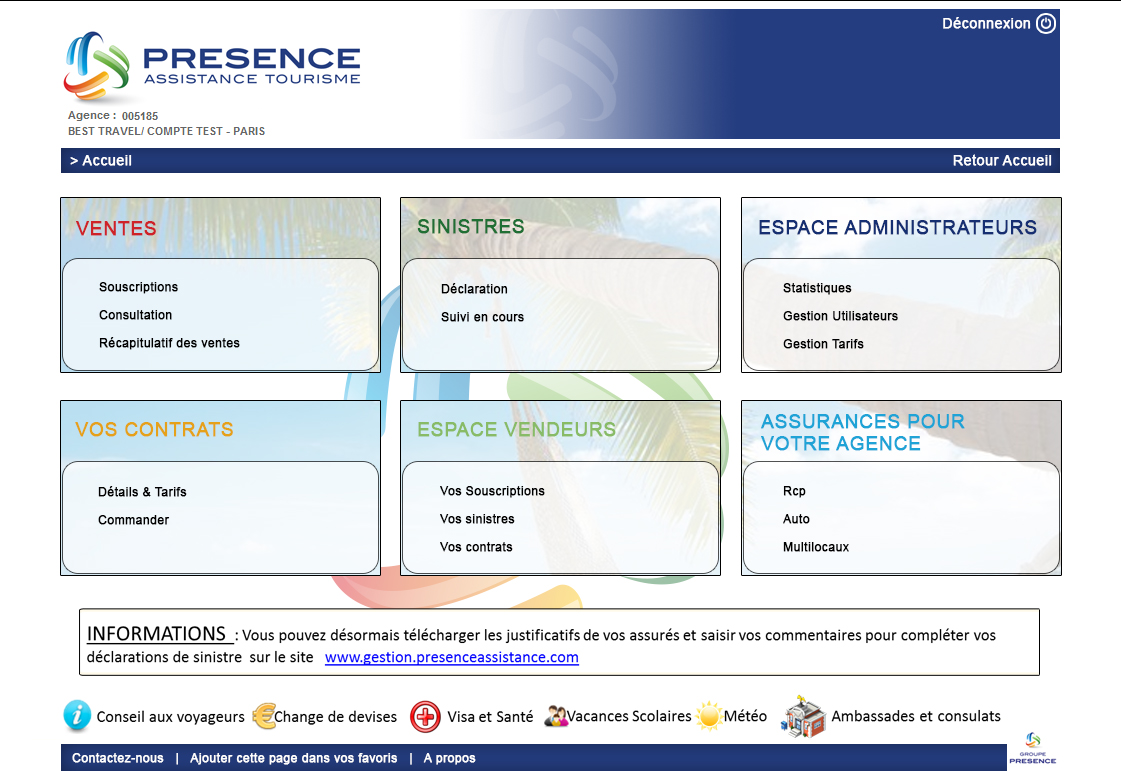 Déconnexion
PRESENCE
ASSISTANCE TOURISME
Agence : 005185
BEST TRAVEL/ COMPTE TEST - PARIS
> Accueil
Retour Accueil
VENTES
Souscriptions
Consultation
Récapitulatif des ventes
SINISTRES
Déclaration
Suivi en cours
ESPACE ADMINISTRATEURS
Statistiques
Gestion Utilisateurs
Gestion Tarifs
VOS CONTRATS
Détails & Tarifs
Commander
ESPACE VENDEURS
Vos Souscriptions
Vos sinistres
Vos contrats
ASSURANCES POUR
VOTRE AGENCE
Rcp
Auto
Multilocaux
INFORMATIONS : Vous pouvez désormais télécharger les justificatifs de vos assurés et saisir vos commentaires pour compléter vos
déclarations de sinistre sur le site www.gestion.presenceassistance.com
Conseil aux voyageurs Change de devises Visa et Santé Vacances Scolaires Météo Ambassades et consulats
Contactez-nous | Ajouter cette page dans vos favoris | A propos
GROUPE
PRESENCE